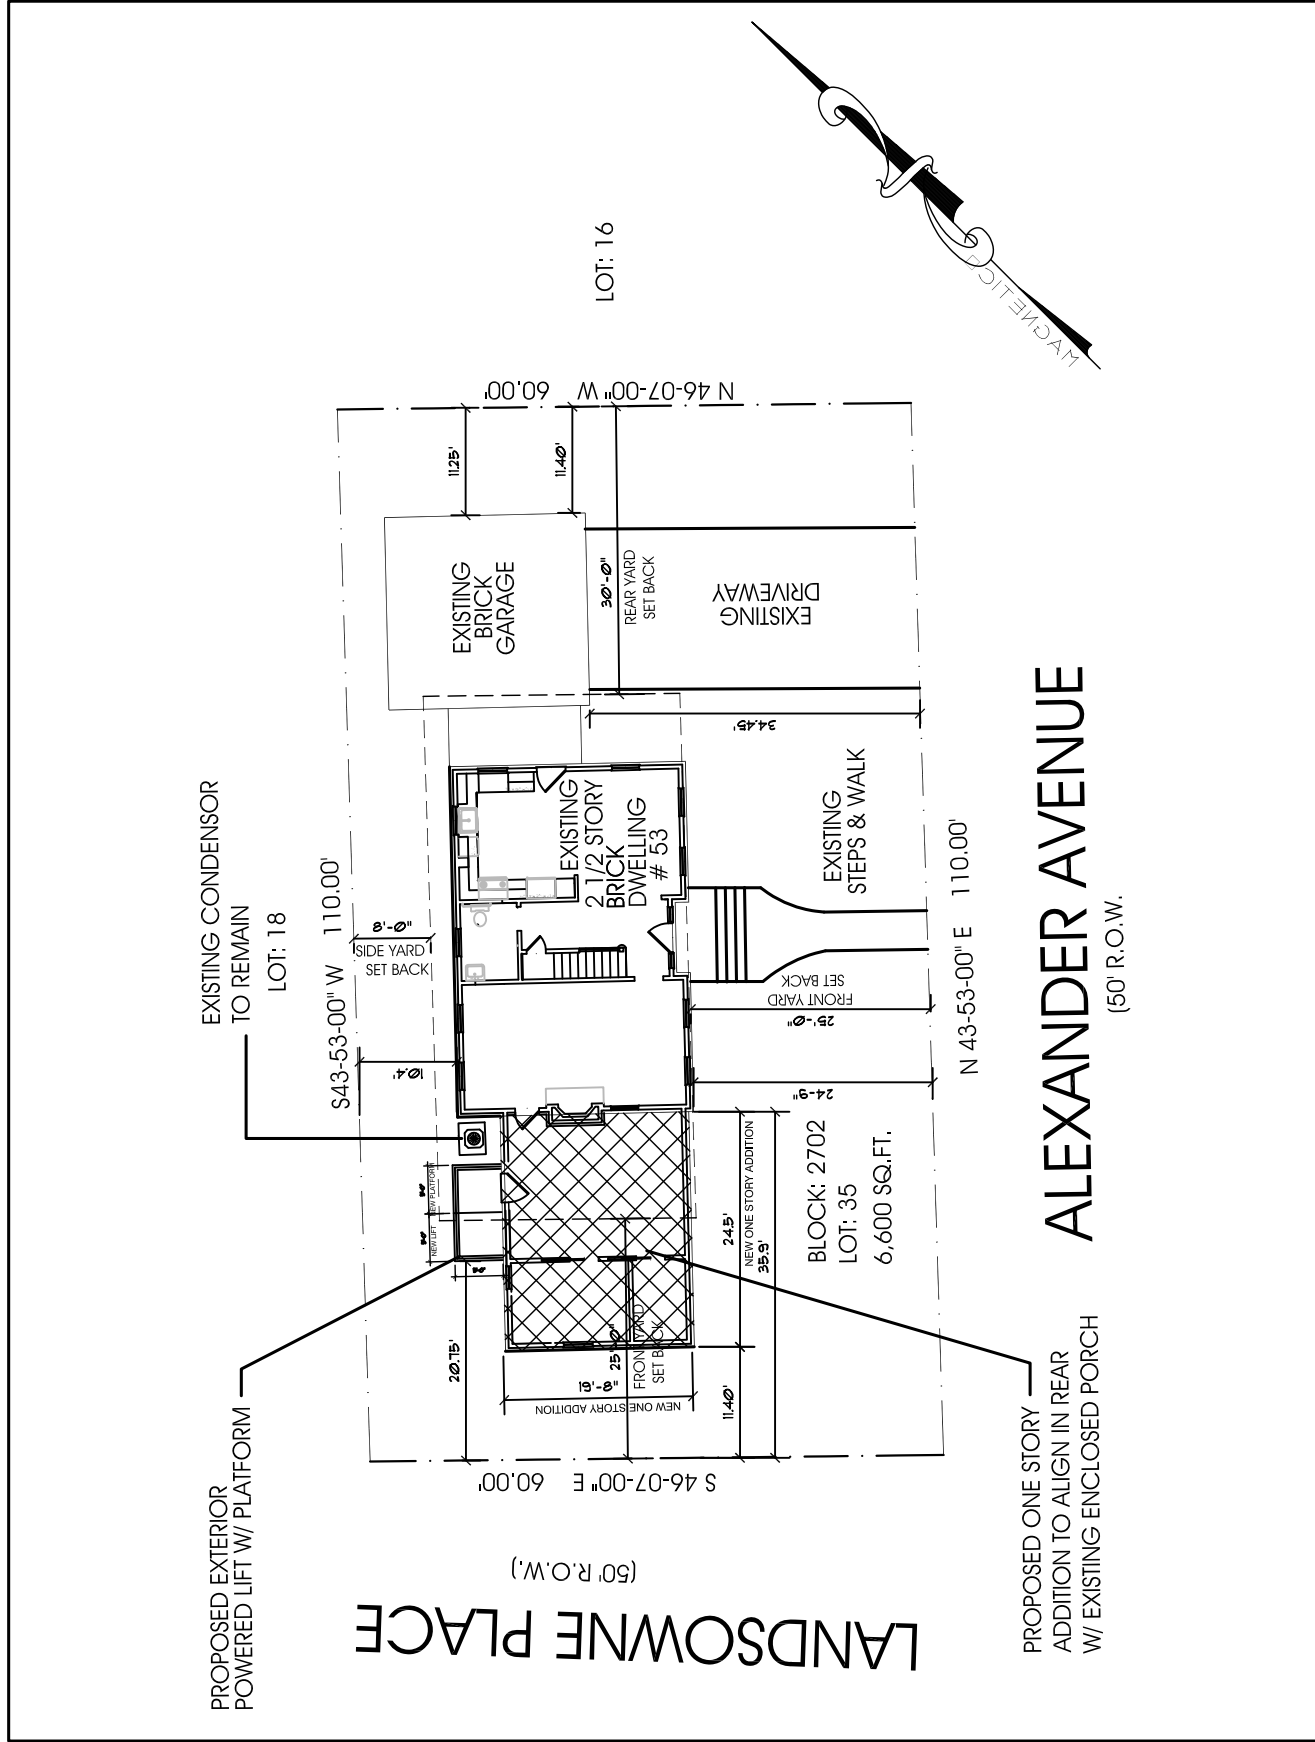 EXISTING CONDENSOR
TO REMAIN
LOT: 18
S43-53-00" W 110.00'
PROPOSED EXTERIOR
POWERED LIFT W/ PLATFORM
LOT: 16
N 46-07-00" W 60.00'
MAGNETIC
11.25'
11.40'
EXISTING
BRICK
GARAGE
30'-0"
REAR YARD
SET BACK
EXISTING
DRIVEWAY
34.45'
8'-0"
SIDE YARD
SET BACK
10.4'
EXISTING
2 1/2 STORY
BRICK
DWELLING
# 53
EXISTING
STEPS & WALK
FRONT YARD
SET BACK
25'-0"
24-9"
N 43-53-00" E 110.00'
NEW LIFT
NEW PLATFORM
20.75'
19'-8"
NEW ONE STORY ADDITION
25'-0"
FRONT YARD
SET BACK
24.5'
NEW ONE STORY ADDITION
35.9'
11.40'
BLOCK: 2702
LOT: 35
6,600 SQ.FT.
S 46-07-00" E 60.00'
(50' R.O.W.)
LANDSOWNE PLACE
ALEXANDER AVENUE
(50' R.O.W.)
PROPOSED ONE STORY
ADDITION TO ALIGN IN REAR
W/ EXISTING ENCLOSED PORCH